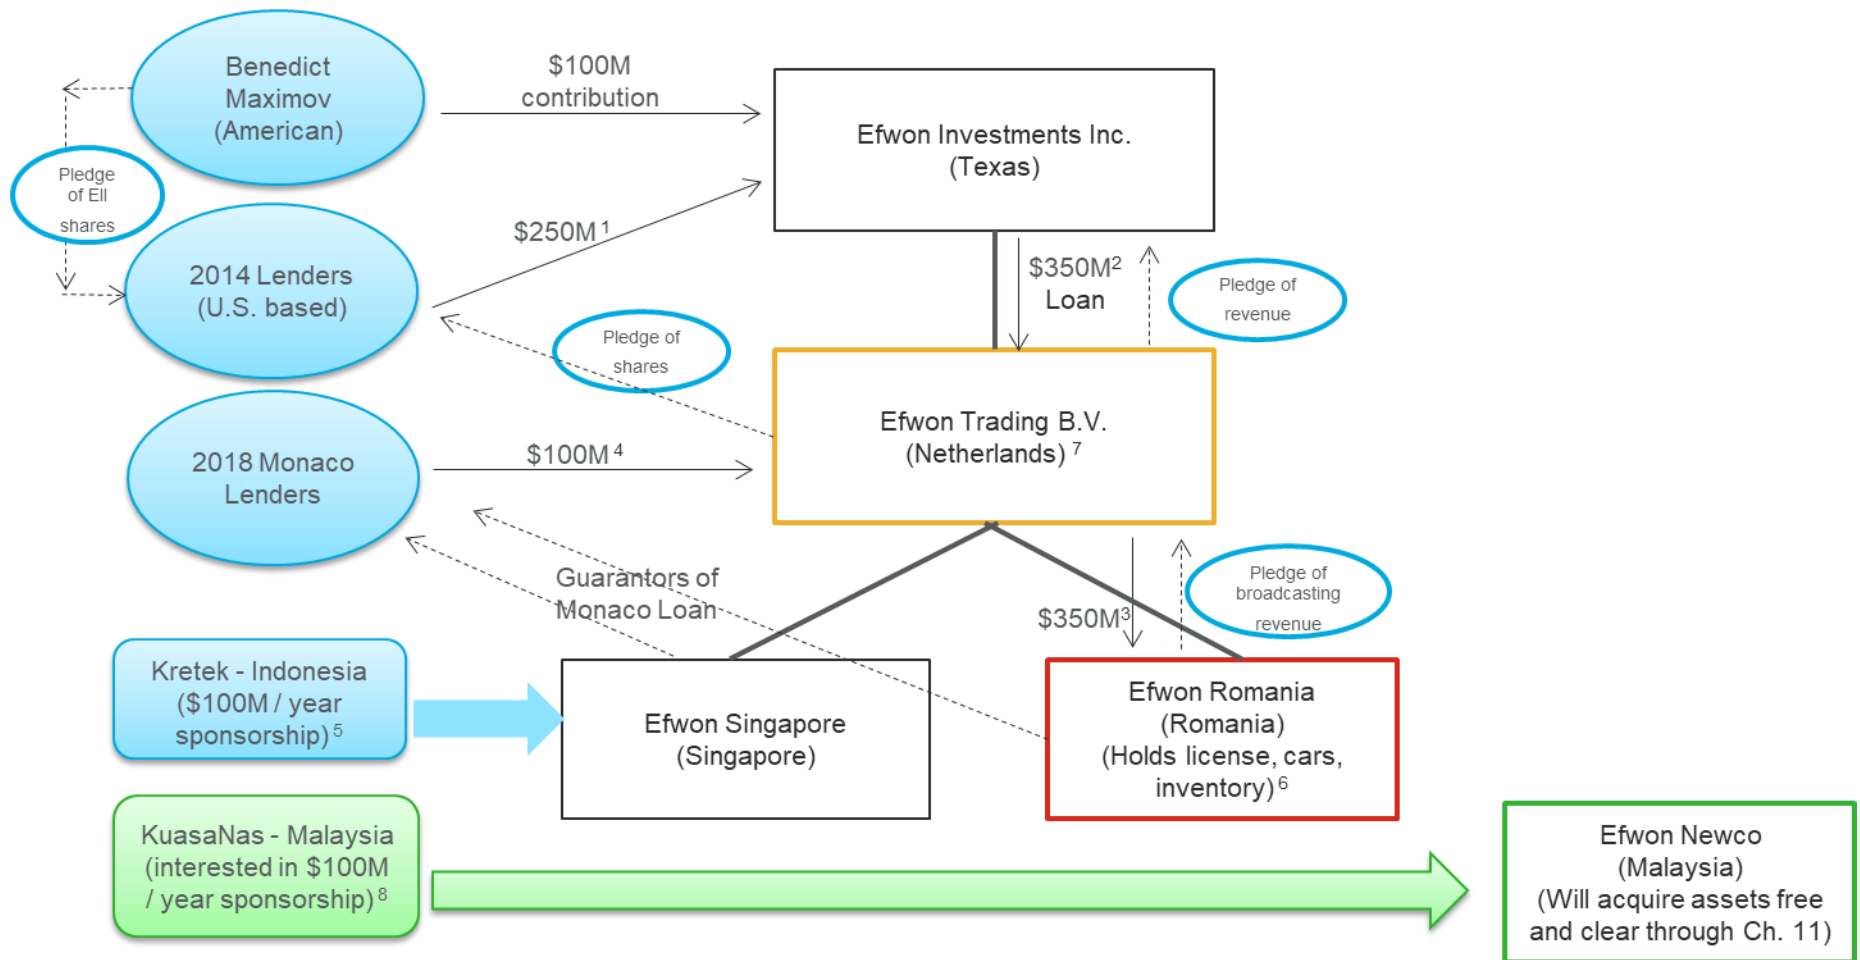 Benedict
Maximov
(American)
$100M
contribution
Efwon Investments Inc.
(Texas)
Pledge
of Ell
shares
$250M 1
2014 Lenders
(U.S. based)
$350M2
Loan
Pledge of
revenue
Pledge of
shares
Efwon Trading B.V.
(Netherlands) 7
2018 Monaco
Lenders
$100M 4
Guarantors of
Monaco Loan
$350M3
Pledge of
broadcasting
revenue
Kretek - Indonesia
($100M / year
sponsorship) 5
Efwon Singapore
(Singapore)
Efwon Romania
(Romania)
(Holds license, cars,
inventory) 6
KuasaNas - Malaysia
(interested in $100M
/ year sponsorship) 8
Efwon Newco
(Malaysia)
(Will acquire assets free
and clear through Ch. 11)